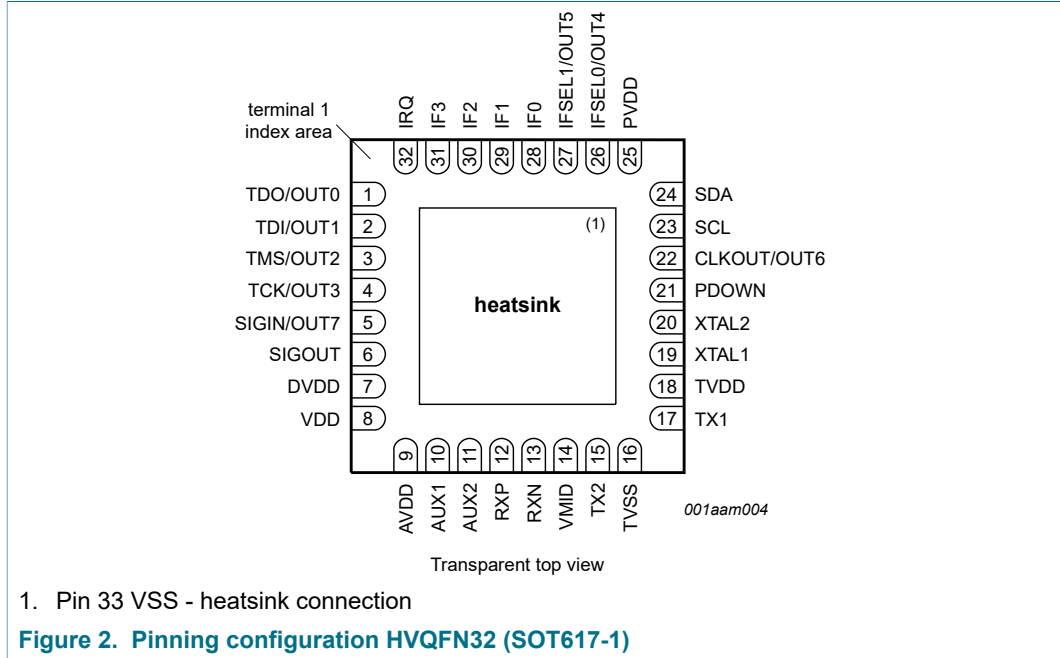 IRQ
IF3
IF2
IF1
IF0
IFSEL1/OUT5
IFSEL0/OUT4
PVDD
terminal 1
index area
32
31
30
29
28
27
26
25
TDO/OUT0 1
TDI/OUT1 2
TMS/OUT2 3
TCK/OUT3 4
SIGIN/OUT7 5
SIGOUT 6
DVDD 7
VDD 8
(1)
heatsink
24 SDA
23 SCL
22 CLKOUT/OUT6
21 PDOWN
20 XTAL2
19 XTAL1
18 TVDD
17 TX1
9
10
11
12
13
14
15
16
AVDD
AUX1
AUX2
RXP
RXN
VMID
TX2
TVSS
001aam004
Transparent top view
1. Pin 33 VSS - heatsink connection
Figure 2. Pinning configuration HVQFN32 (SOT617-1)